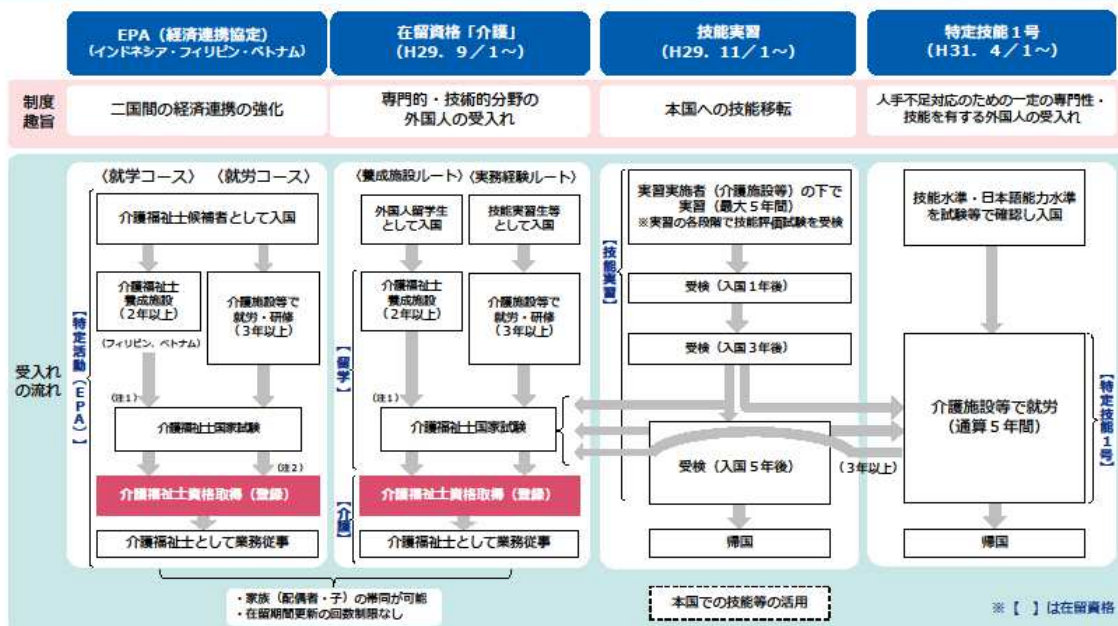 EPA（経済連携協定）
（インドネシア・フィリピン・ベトナム）
在留資格「介護」
（H29．9／1～）
技能実習
（H29．11／1～）
特定技能１号
（H31．4／1～）
制度
趣旨
二国間の経済連携の強化
専門的・技術的分野の
外国人の受入れ
本国への技能移転
人手不足対応のための一定の専門性・
技能を有する外国人の受入れ
受入れ
の流れ
【特定活動（EPA）】
〈就学コース〉
〈就労コース〉
介護福祉士候補者として入国
介護福祉士
養成施設
（２年以上）
（フィリピン、ベトナム）
介護施設等で
就労・研修
（３年以上）
（注１）
介護福祉士国家試験
（注２）
介護福祉士資格取得（登録）
介護福祉士として業務従事
【留学】
【介護】
〈養成施設ルート〉
〈実務経験ルート〉
外国人留学生
として入国
技能実習生等
として入国
介護福祉士
養成施設
（２年以上）
介護施設等で
就労・研修
（３年以上）
（注１）
介護福祉士国家試験
介護福祉士資格取得（登録）
介護福祉士として業務従事
・家族（配偶者・子）の帯同が可能
・在留期間更新の回数制限なし
【技能実習】
実習実施者（介護施設等）の下で
実習（最大５年間）
※実習の各段階で技能評価試験を受検
受検（入国１年後）
受検（入国３年後）
受検（入国５年後）
帰国
本国での技能等の活用
技能水準・日本語能力水準
を試験等で確認し入国
介護施設等で就労
（通算５年間）
【特定技能１号】
（３年以上）
帰国
※【　】は在留資格